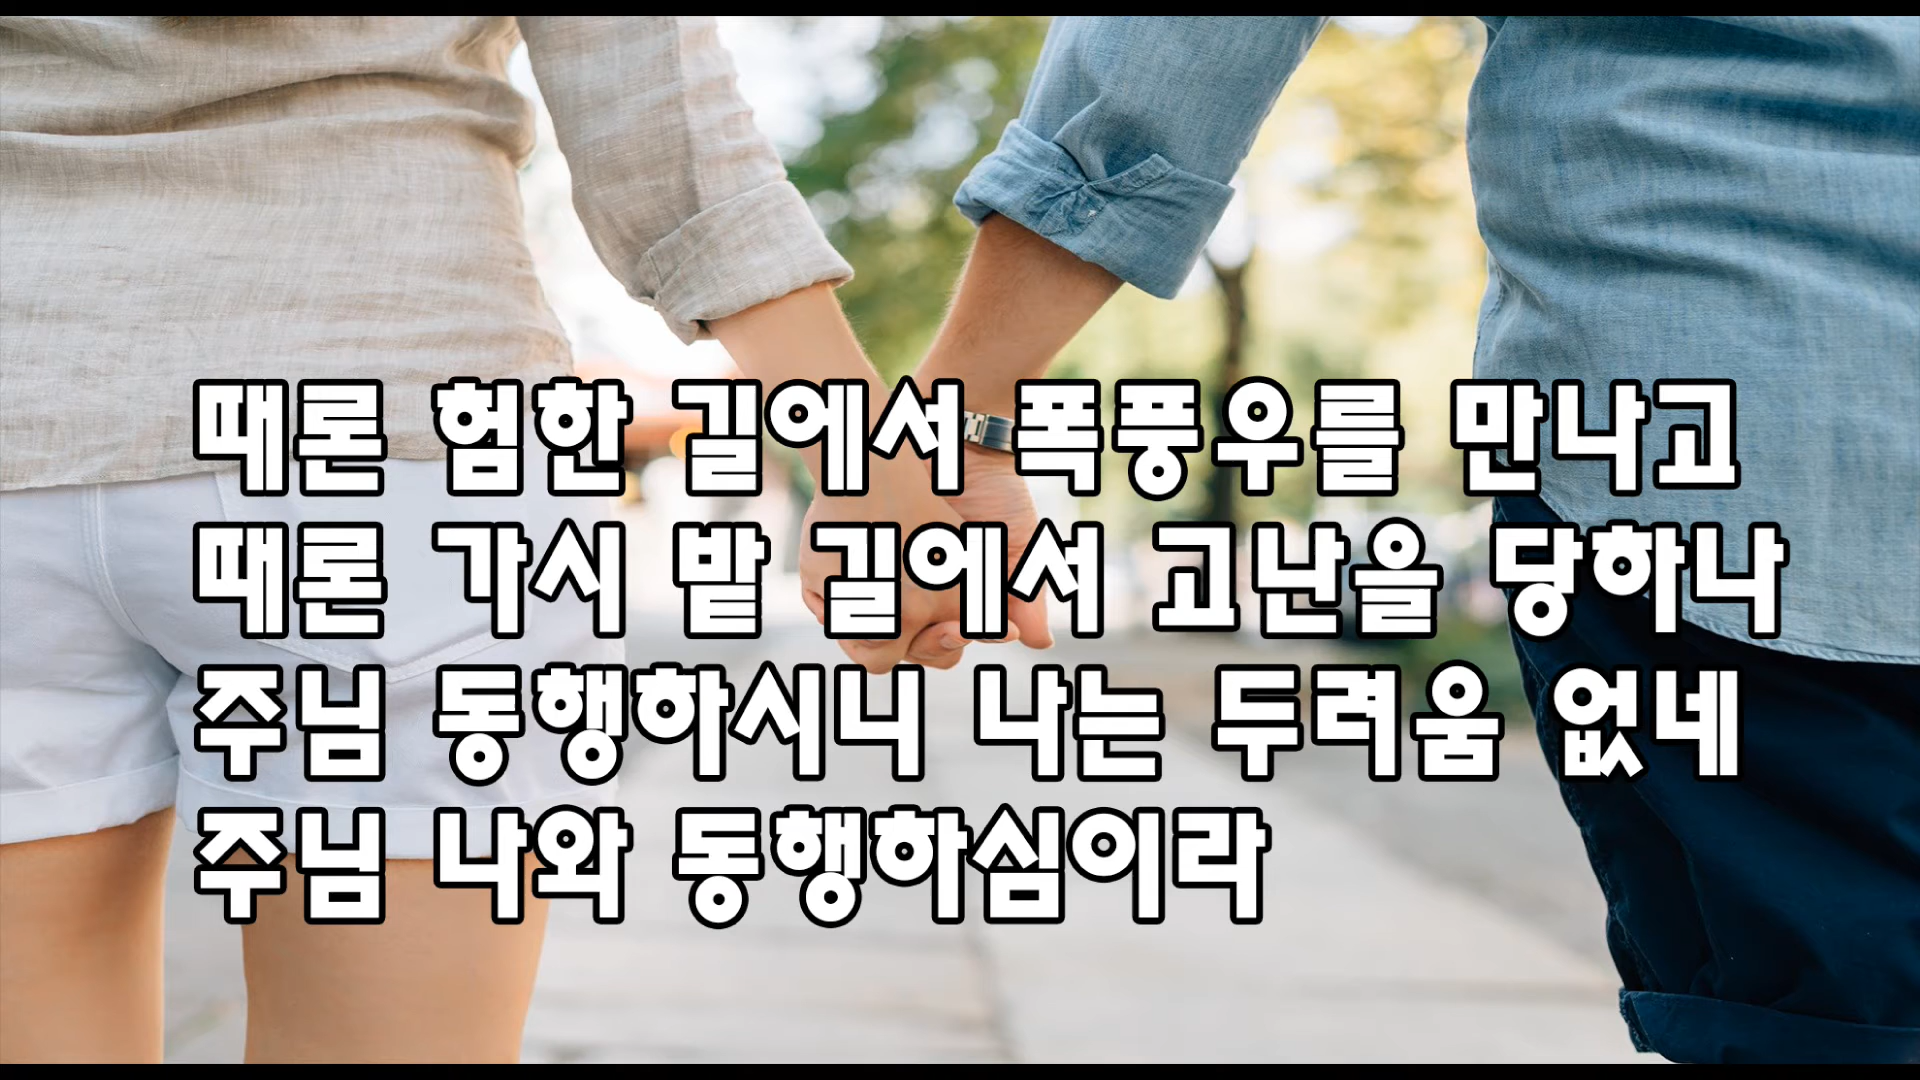 때론 험한 길에서 폭풍우를 만나고
때론 가시 밭 길에셔 고난을 당하나
주님 동행하시니 나는 두려움 없네
주님 나와 동행하심이라